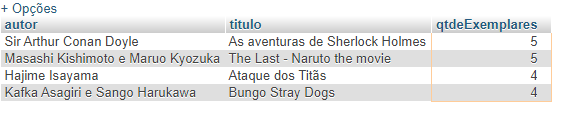 + Opções
autor titulo qtdeExemplares
Sir Arthur Conan Doyle As aventuras de Sherlock Holmes 5
Masashi Kishimoto e Maruo Kyozuka The Last - Naruto the movie 5
Hajime Isayama Ataque dos Titãs 4
Kafka Asagiri e Sango Harukawa Bungo Stray Dogs 4